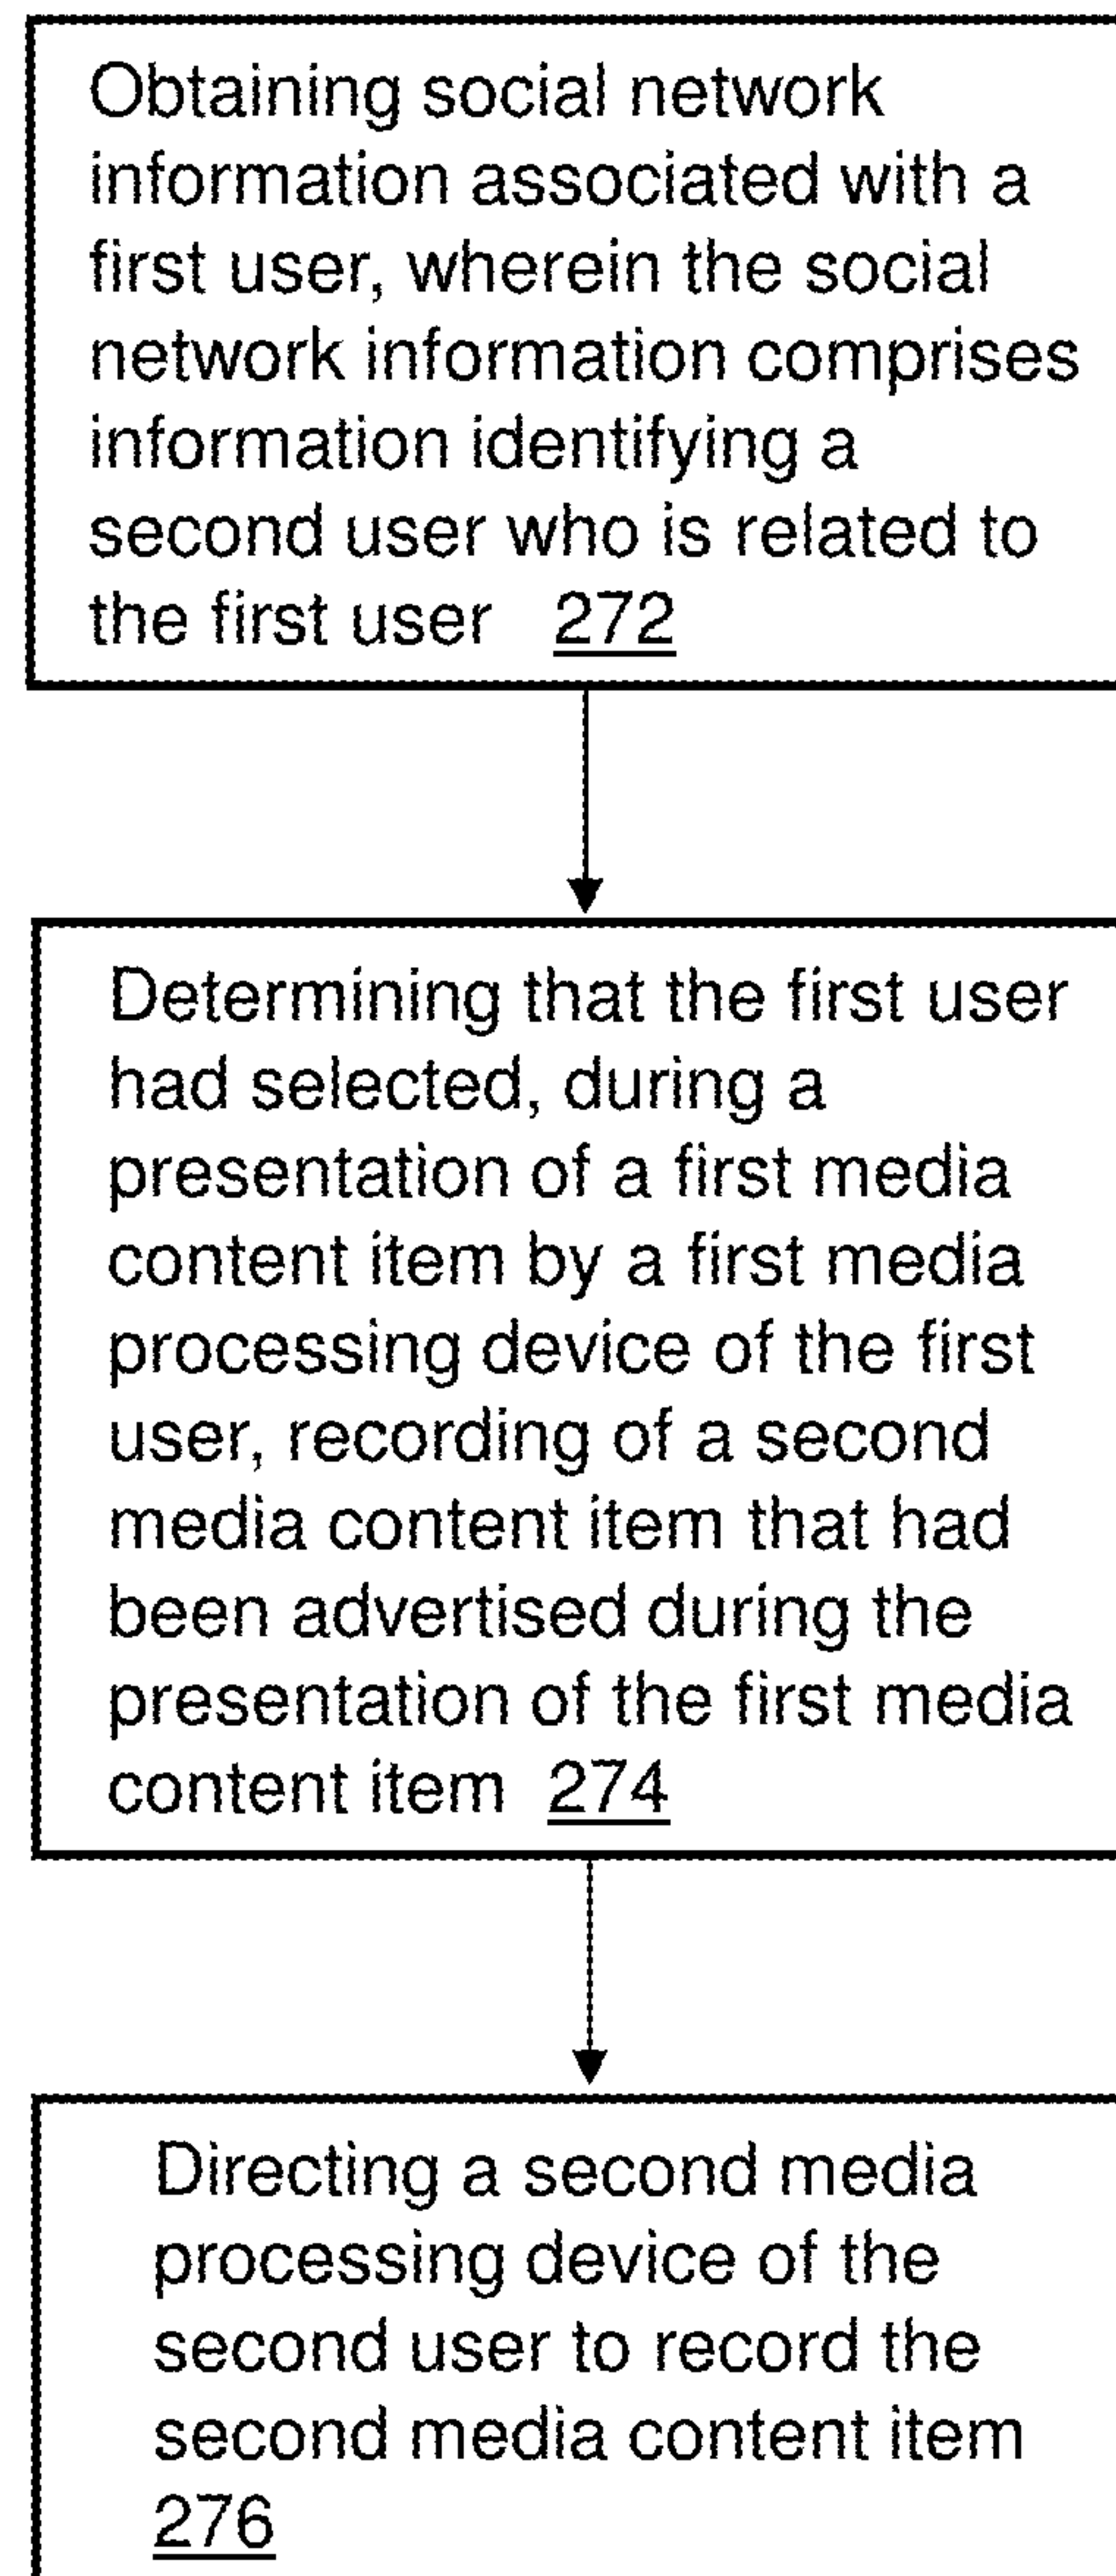 Obtaining social network
information associated with a
first user, wherein the social
network information comprises
information identifying a
second user who is related to
the first user 272
Determining that the first user
had selected, during a
presentation of a first media
content item by a first media
processing device of the first
user, recording of a second
media content item that had
been advertised during the
presentation of the first media
content item 274
Directing a second media
processing device of the
second user to record the
second media content item
276